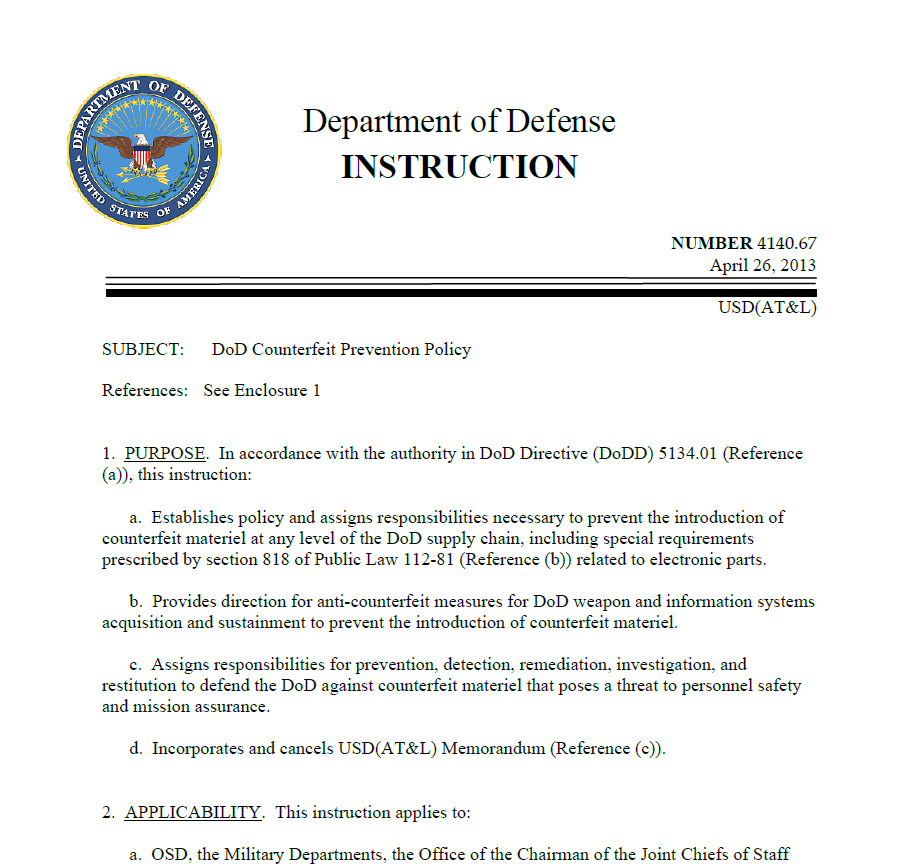 DEPARTMENT OF DEFENSE
UNITED STATES OF AMERICA
Department of Defense
INSTRUCTION
NUMBER 4140.67
April 26, 2013
USD(AT&L)
SUBJECT: DoD Counterfeit Prevention Policy
References: See Enclosure 1
1. PURPOSE. In accordance with the authority in DoD Directive (DoDD) 5134.01 (Reference
(a)), this instruction:
a. Establishes policy and assigns responsibilities necessary to prevent the introduction of
counterfeit materiel at any level of the DoD supply chain, including special requirements
prescribed by section 818 of Public Law 112-81 (Reference (b)) related to electronic parts.
b. Provides direction for anti-counterfeit measures for DoD weapon and information systems
acquisition and sustainment to prevent the introduction of counterfeit materiel.
c. Assigns responsibilities for prevention, detection, remediation, investigation, and
restitution to defend the DoD against counterfeit materiel that poses a threat to personnel safety
and mission assurance.
d. Incorporates and cancels USD(AT&L) Memorandum (Reference (c)).
2. APPLICABILITY. This instruction applies to:
a. OSD, the Military Departments, the Office of the Chairman of the Joint Chiefs of Staff